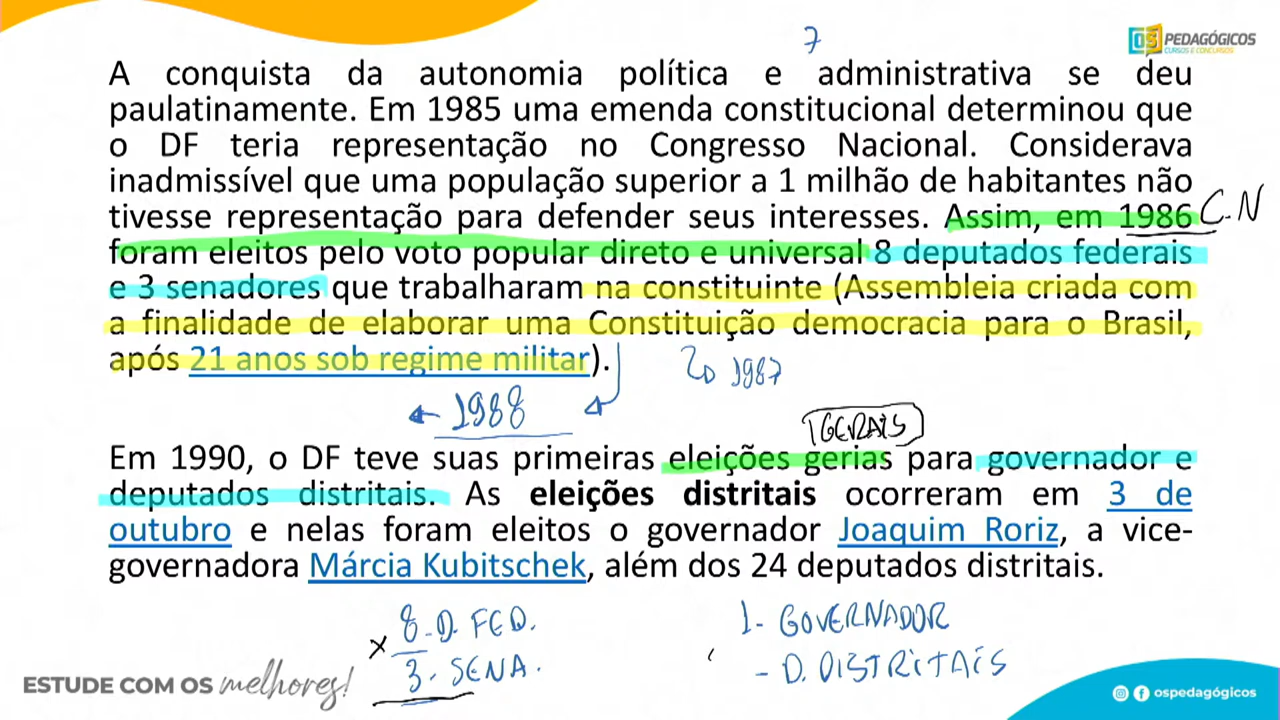 7
OS PEDAGÓGICOS
CURSOS E CONCURSOS
A conquista da autonomia política e administrativa se deu
paulatinamente. Em 1985 uma emenda constitucional determinou que
o DF teria representação no Congresso Nacional. Considerava
inadmissível que uma população superior a 1 milhão de habitantes não
tivesse representação para defender seus interesses. Assim, em 1986 C.N
foram eleitos pelo voto popular direto e universal 8 deputados federais
e 3 senadores que trabalharam na constituinte (Assembleia criada com
a finalidade de elaborar uma Constituição democracia para o Brasil,
após 21 anos sob regime militar).
1987
1988
GERAIS
Em 1990, o DF teve suas primeiras eleições gerias para governador e
deputados distritais. As eleições distritais ocorreram em 3 de
outubro e nelas foram eleitos o governador Joaquim Roriz, a vice-
governadora Márcia Kubitschek, além dos 24 deputados distritais.
8-D. FED. 1- GOVERNADOR
x 3. SENA. - D. DISTRITAIS
ESTUDE COM OS melhores!
ospedagógicos